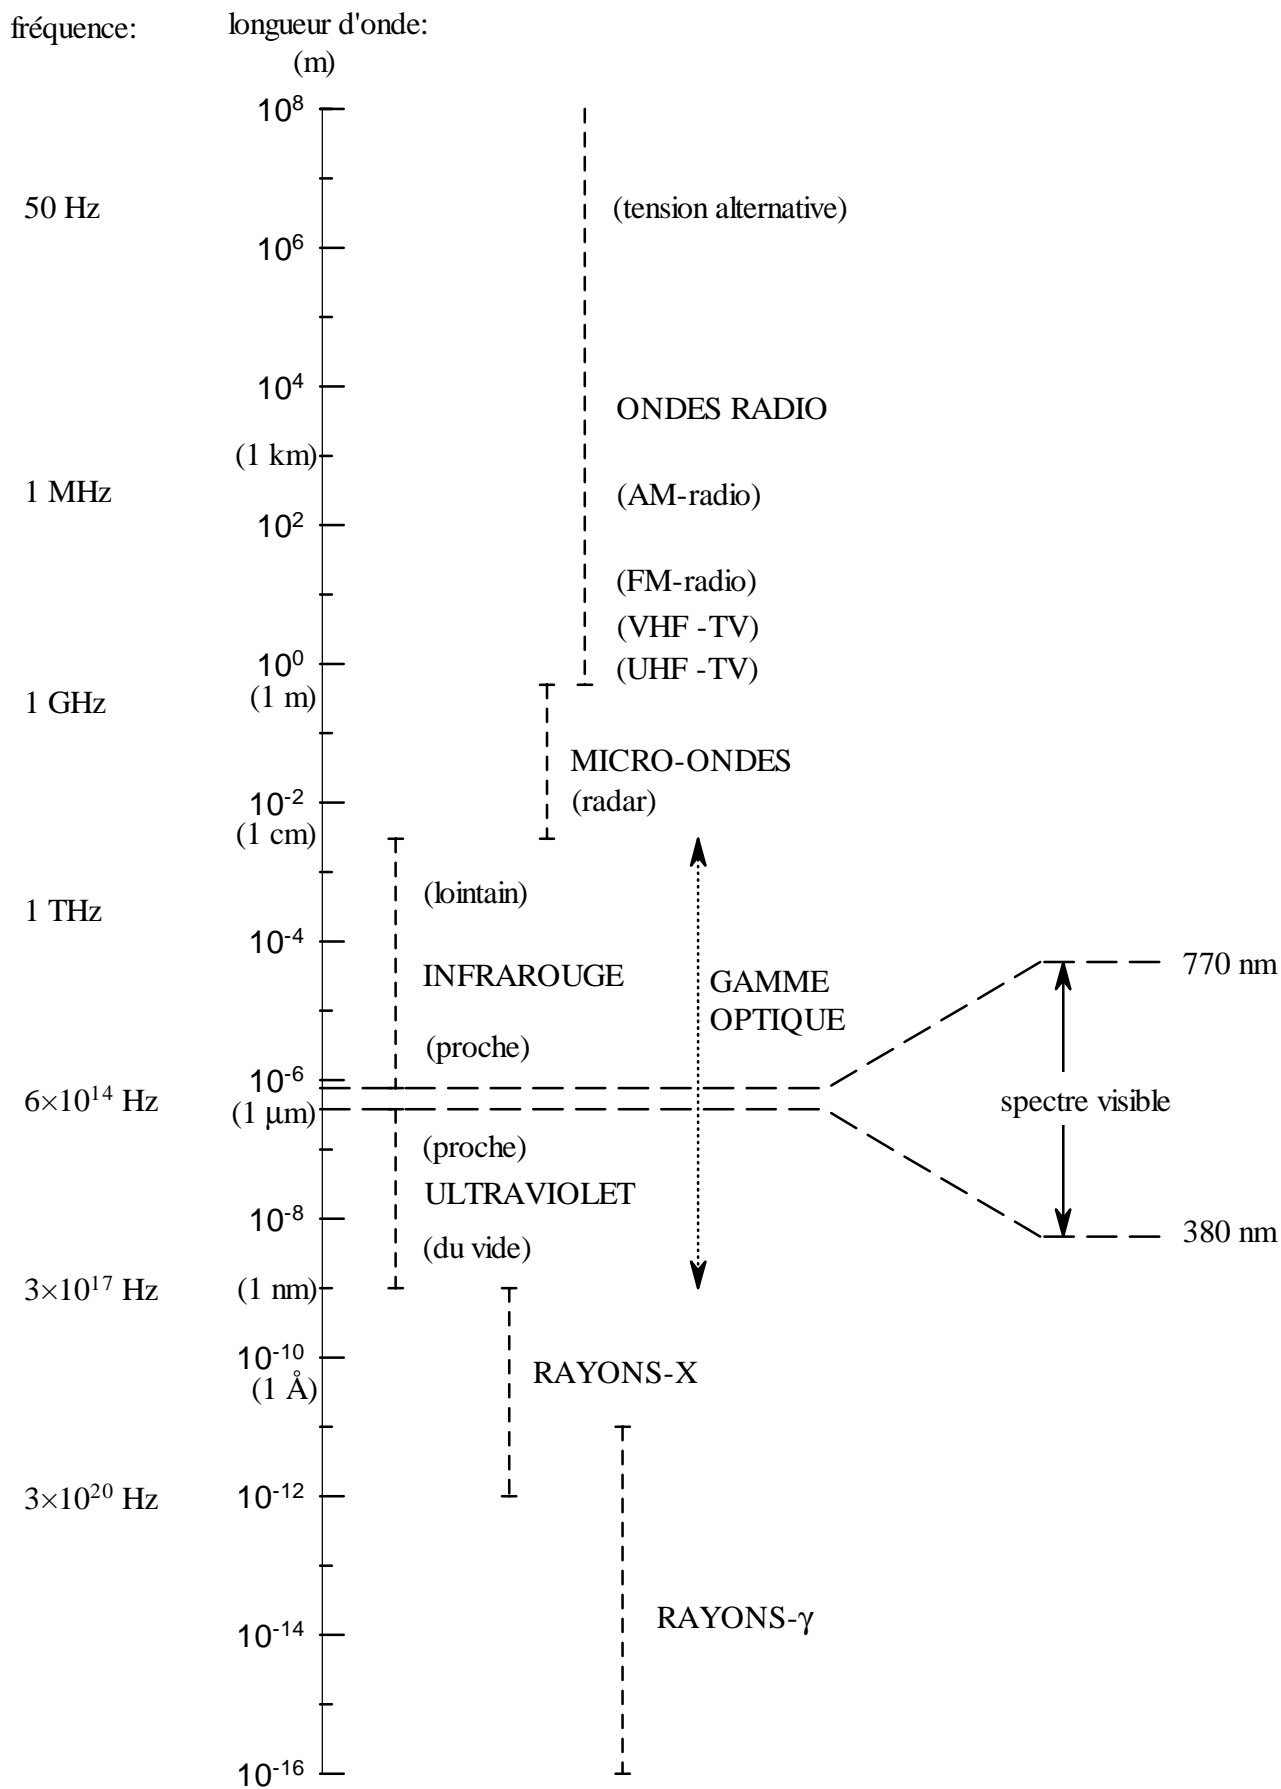 fréquence:
longueur d'onde:
(m)
10⁸
50 Hz
(tension alternative)
10⁶
10⁴
ONDES RADIO
(1 km)
1 MHz
(AM-radio)
10²
(FM-radio)
(VHF -TV)
10⁰
(UHF -TV)
1 GHz
(1 m)
MICRO-ONDES
10⁻²
(radar)
(1 cm)
(lointain)
1 THz
10⁻⁴
770 nm
INFRAROUGE
GAMME
OPTIQUE
(proche)
10⁻⁶
6×10¹⁴ Hz
(1 μm)
spectre visible
(proche)
ULTRAVIOLET
10⁻⁸
380 nm
(du vide)
3×10¹⁷ Hz
(1 nm)
10⁻¹⁰
RAYONS-X
(1 Å)
3×10²⁰ Hz
10⁻¹²
RAYONS-γ
10⁻¹⁴
10⁻¹⁶